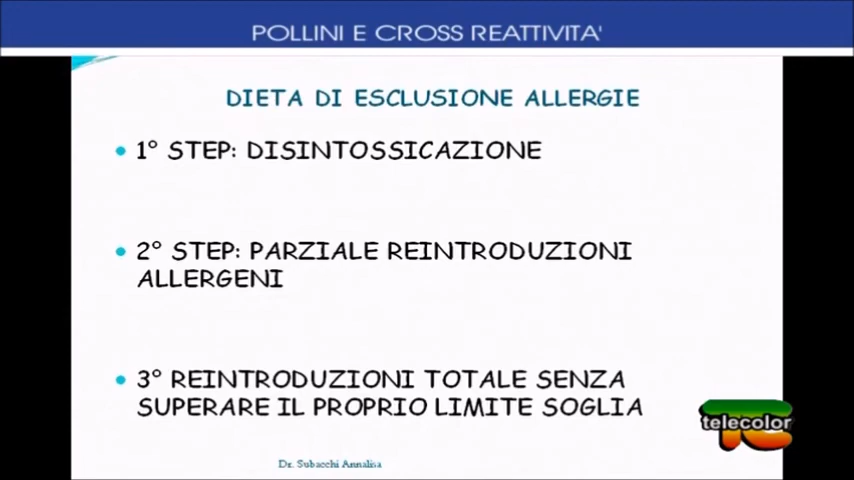 POLLINI E CROSS REATTIVITA'
DIETA DI ESCLUSIONE ALLERGIE
• 1° STEP: DISINTOSSICAZIONE
• 2° STEP: PARZIALE REINTRODUZIONI
ALLERGENI
• 3° REINTRODUZIONI TOTALE SENZA
SUPERARE IL PROPRIO LIMITE SOGLIA
telecolor
Dr. Subacchi Annalisa